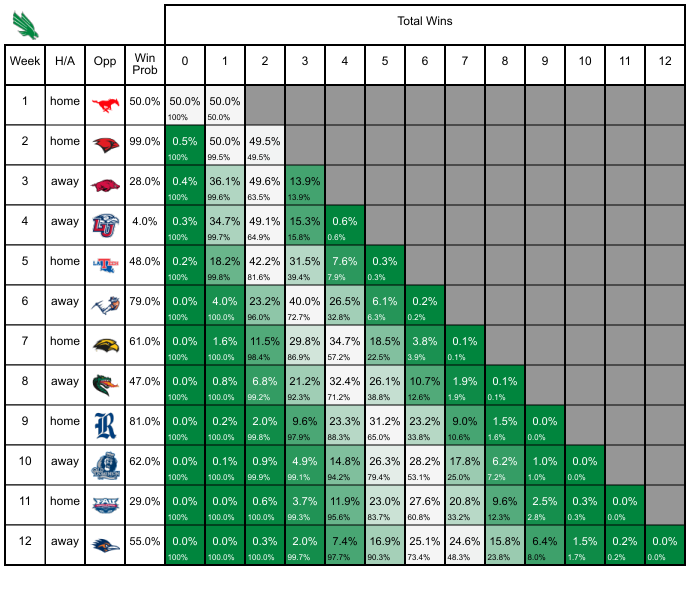 Total Wins
Week H/A Opp Win Prob 0 1 2 3 4 5 6 7 8 9 10 11 12
1 home 50.0% 50.0% 50.0%
100% 50.0%
2 home 99.0% 0.5% 50.0% 49.5%
100% 99.5% 49.5%
3 away 28.0% 0.4% 36.1% 49.6% 13.9%
100% 99.6% 63.5% 13.9%
4 away 4.0% 0.3% 34.7% 49.1% 15.3% 0.6%
LU
100% 99.7% 64.9% 15.8% 0.6%
5 home 48.0% 0.2% 18.2% 42.2% 31.5% 7.6% 0.3%
LA TECH
100% 99.8% 81.6% 39.4% 7.9% 0.3%
6 away 79.0% 0.0% 4.0% 23.2% 40.0% 26.5% 6.1% 0.2%
100% 100.0% 96.0% 72.7% 32.8% 6.3% 0.2%
7 home 61.0% 0.0% 1.6% 11.5% 29.8% 34.7% 18.5% 3.8% 0.1%
100% 100.0% 98.4% 86.9% 57.2% 22.5% 3.9% 0.1%
8 away 47.0% 0.0% 0.8% 6.8% 21.2% 32.4% 26.1% 10.7% 1.9% 0.1%
100% 100.0% 99.2% 92.3% 71.2% 38.8% 12.6% 1.9% 0.1%
9 home R 81.0% 0.0% 0.2% 2.0% 9.6% 23.3% 31.2% 23.2% 9.0% 1.5% 0.0%
100% 100.0% 99.8% 97.9% 88.3% 65.0% 33.8% 10.6% 1.6% 0.0%
10 away 62.0% 0.0% 0.1% 0.9% 4.9% 14.8% 26.3% 28.2% 17.8% 6.2% 1.0% 0.0%
100% 100.0% 99.9% 99.1% 94.2% 79.4% 53.1% 25.0% 7.2% 1.0% 0.0%
11 home FAU 29.0% 0.0% 0.0% 0.6% 3.7% 11.9% 23.0% 27.6% 20.8% 9.6% 2.5% 0.3% 0.0%
100% 100.0% 100.0% 99.3% 95.6% 83.7% 60.8% 33.2% 12.3% 2.8% 0.3% 0.0%
12 away 55.0% 0.0% 0.0% 0.3% 2.0% 7.4% 16.9% 25.1% 24.6% 15.8% 6.4% 1.5% 0.2% 0.0%
100% 100.0% 100.0% 99.7% 97.7% 90.3% 73.4% 48.3% 23.8% 8.0% 1.7% 0.2% 0.0%